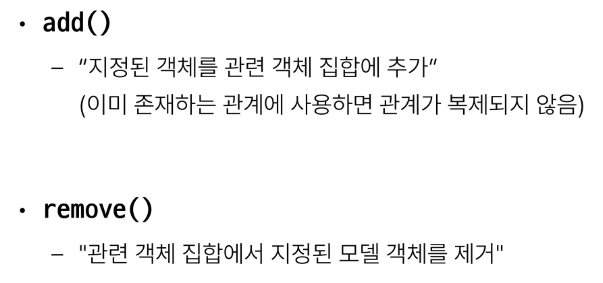 • add()
– “지정된 객체를 관련 객체 집합에 추가”
(이미 존재하는 관계에 사용하면 관계가 복제되지 않음)
• remove()
– "관련 객체 집합에서 지정된 모델 객체를 제거"